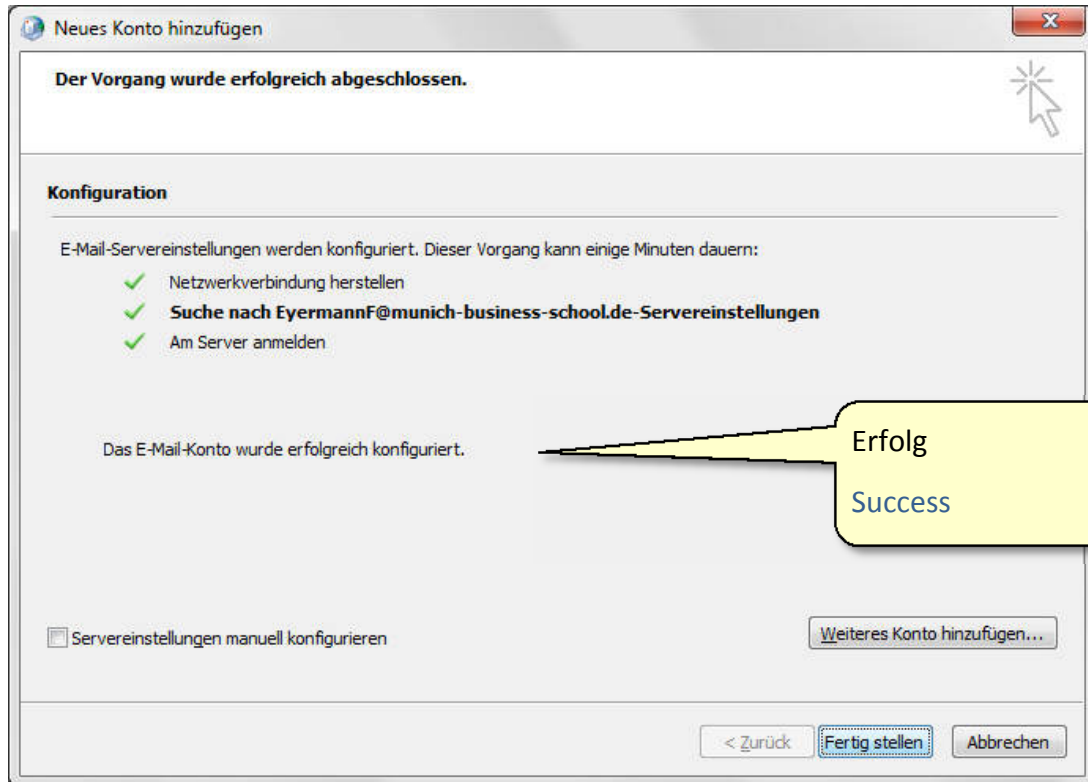 Neues Konto hinzufügen
Der Vorgang wurde erfolgreich abgeschlossen.
Konfiguration
E-Mail-Servereinstellungen werden konfiguriert. Dieser Vorgang kann einige Minuten dauern:
Netzwerkverbindung herstellen
Suche nach EyermannF@munich-business-school.de-Servereinstellungen
Am Server anmelden
Das E-Mail-Konto wurde erfolgreich konfiguriert.
Erfolg
Success
Servereinstellungen manuell konfigurieren
Weiteres Konto hinzufügen...
< Zurück
Fertig stellen
Abbrechen